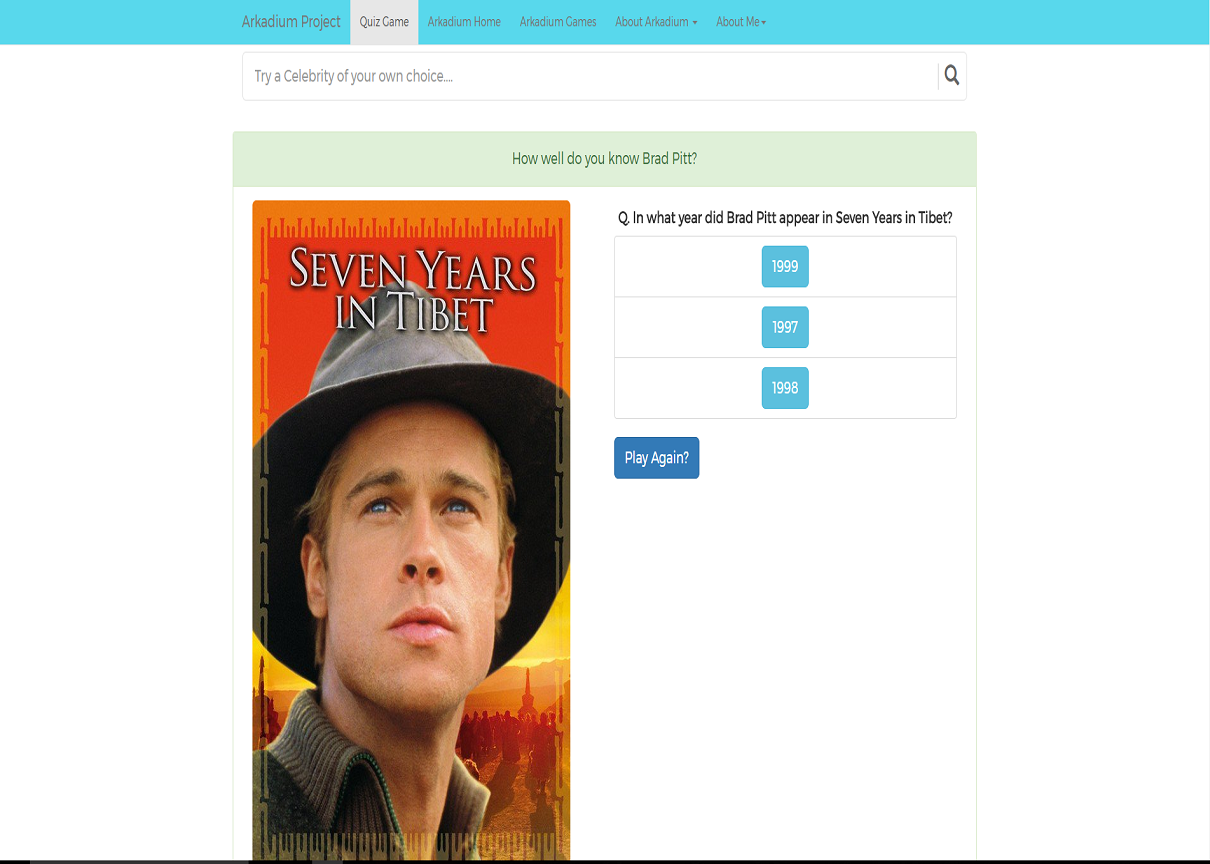 Arkadium Project Quiz Game Arkadium Home Arkadium Games About Arkadium About Me
Try a Celebrity of your own choice....
How well do you know Brad Pitt?
SEVEN YEARS
IN TIBET
Q. In what year did Brad Pitt appear in Seven Years in Tibet?
1999
1997
1998
Play Again?